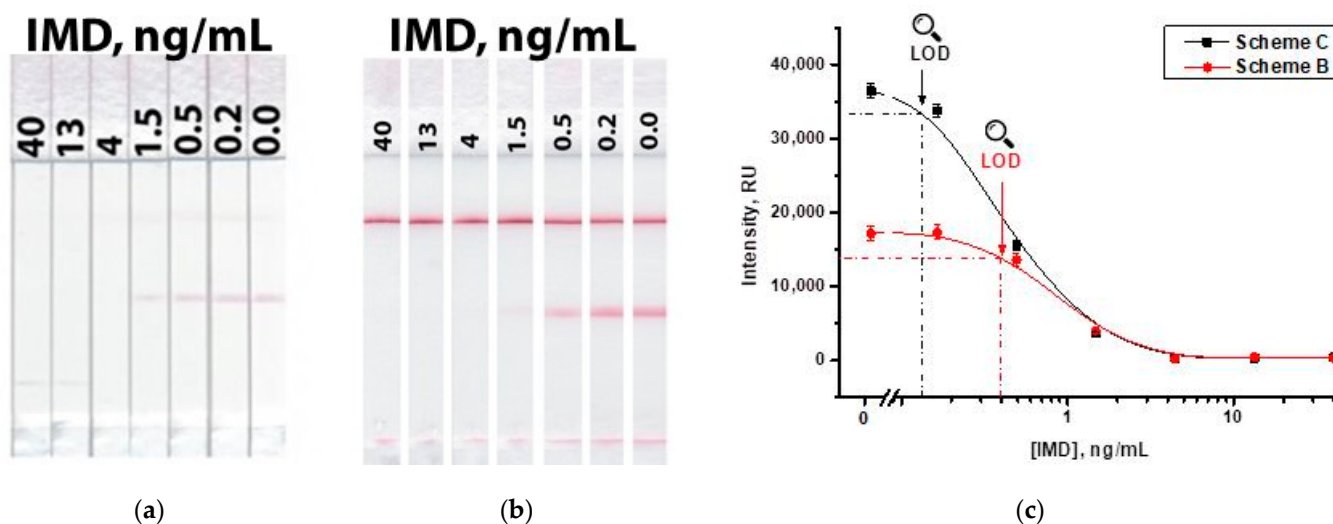 IMD, ng/mL
40 13 4 1.5 0.5 0.2 0.0
(a)
IMD, ng/mL
40 13 4 1.5 0.5 0.2 0.0
(b)
LOD
LOD
Scheme C
Scheme B
Intensity, RU
40,000
30,000
20,000
10,000
0
0 1 10
[IMD], ng/mL
(c)